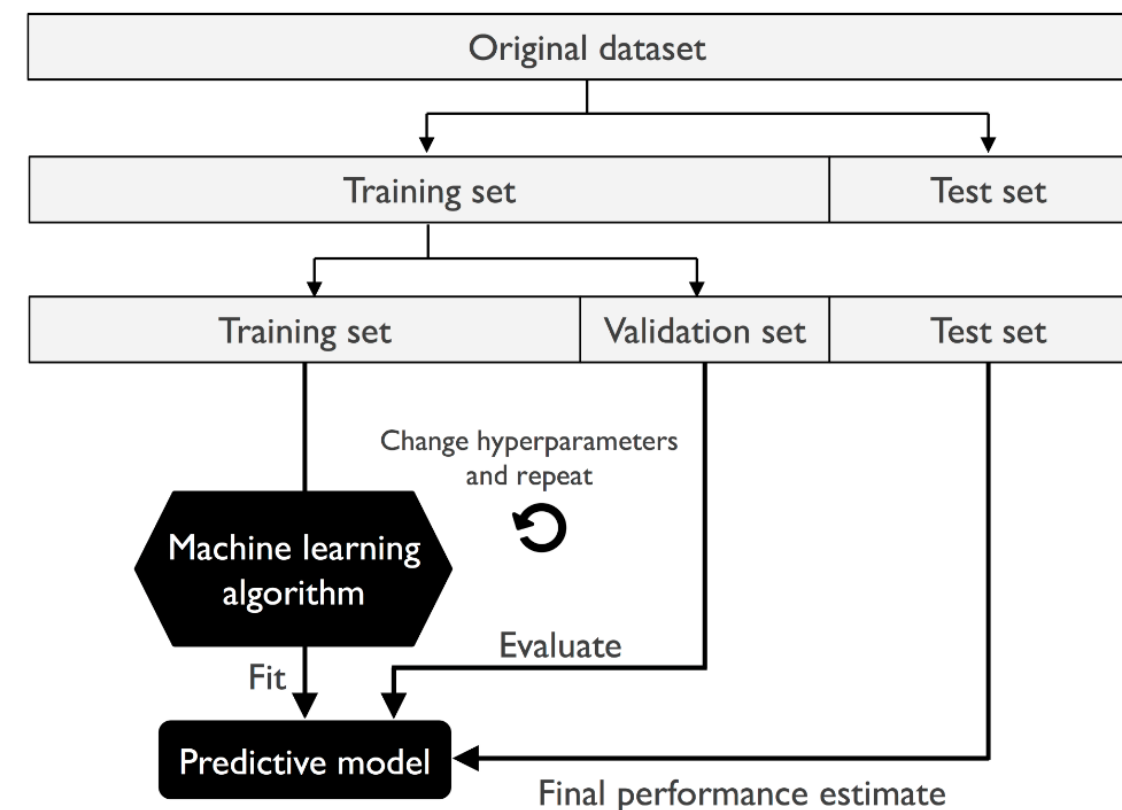 Original dataset
Training set
Test set
Training set
Validation set
Test set
Change hyperparameters
and repeat
Machine learning
algorithm
Evaluate
Fit
Predictive model
Final performance estimate